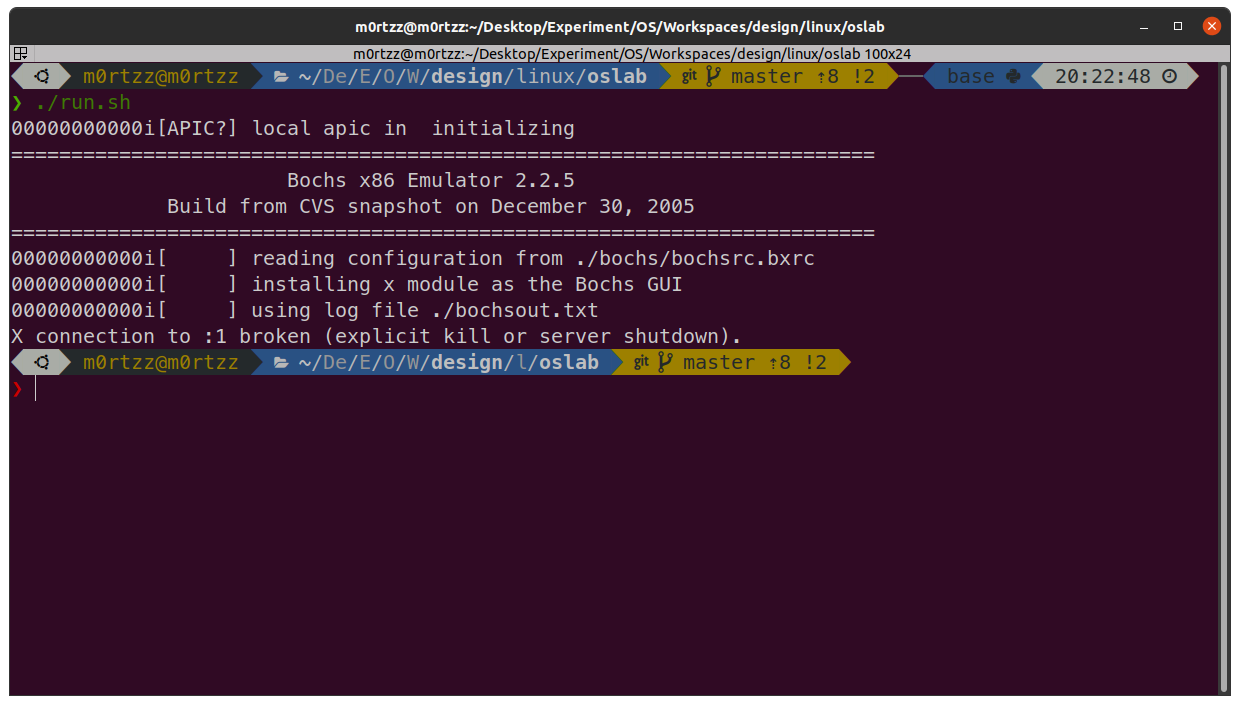 m0rtzz@m0rtzz:~/Desktop/Experiment/OS/Workspaces/design/linux/oslab
m0rtzz@m0rtzz:~/Desktop/Experiment/OS/Workspaces/design/linux/oslab 100x24
m0rtzz@m0rtzz ~/De/E/O/W/design/linux/oslab git master ⇡8 !2 base 20:22:48
❯ ./run.sh
00000000000i[APIC?] local apic in  initializing
========================================================================
Bochs x86 Emulator 2.2.5
Build from CVS snapshot on December 30, 2005
========================================================================
00000000000i[     ] reading configuration from ./bochs/bochsrc.bxrc
00000000000i[     ] installing x module as the Bochs GUI
00000000000i[     ] using log file ./bochsout.txt
X connection to :1 broken (explicit kill or server shutdown).
m0rtzz@m0rtzz ~/De/E/O/W/design/l/oslab git master ⇡8 !2
❯